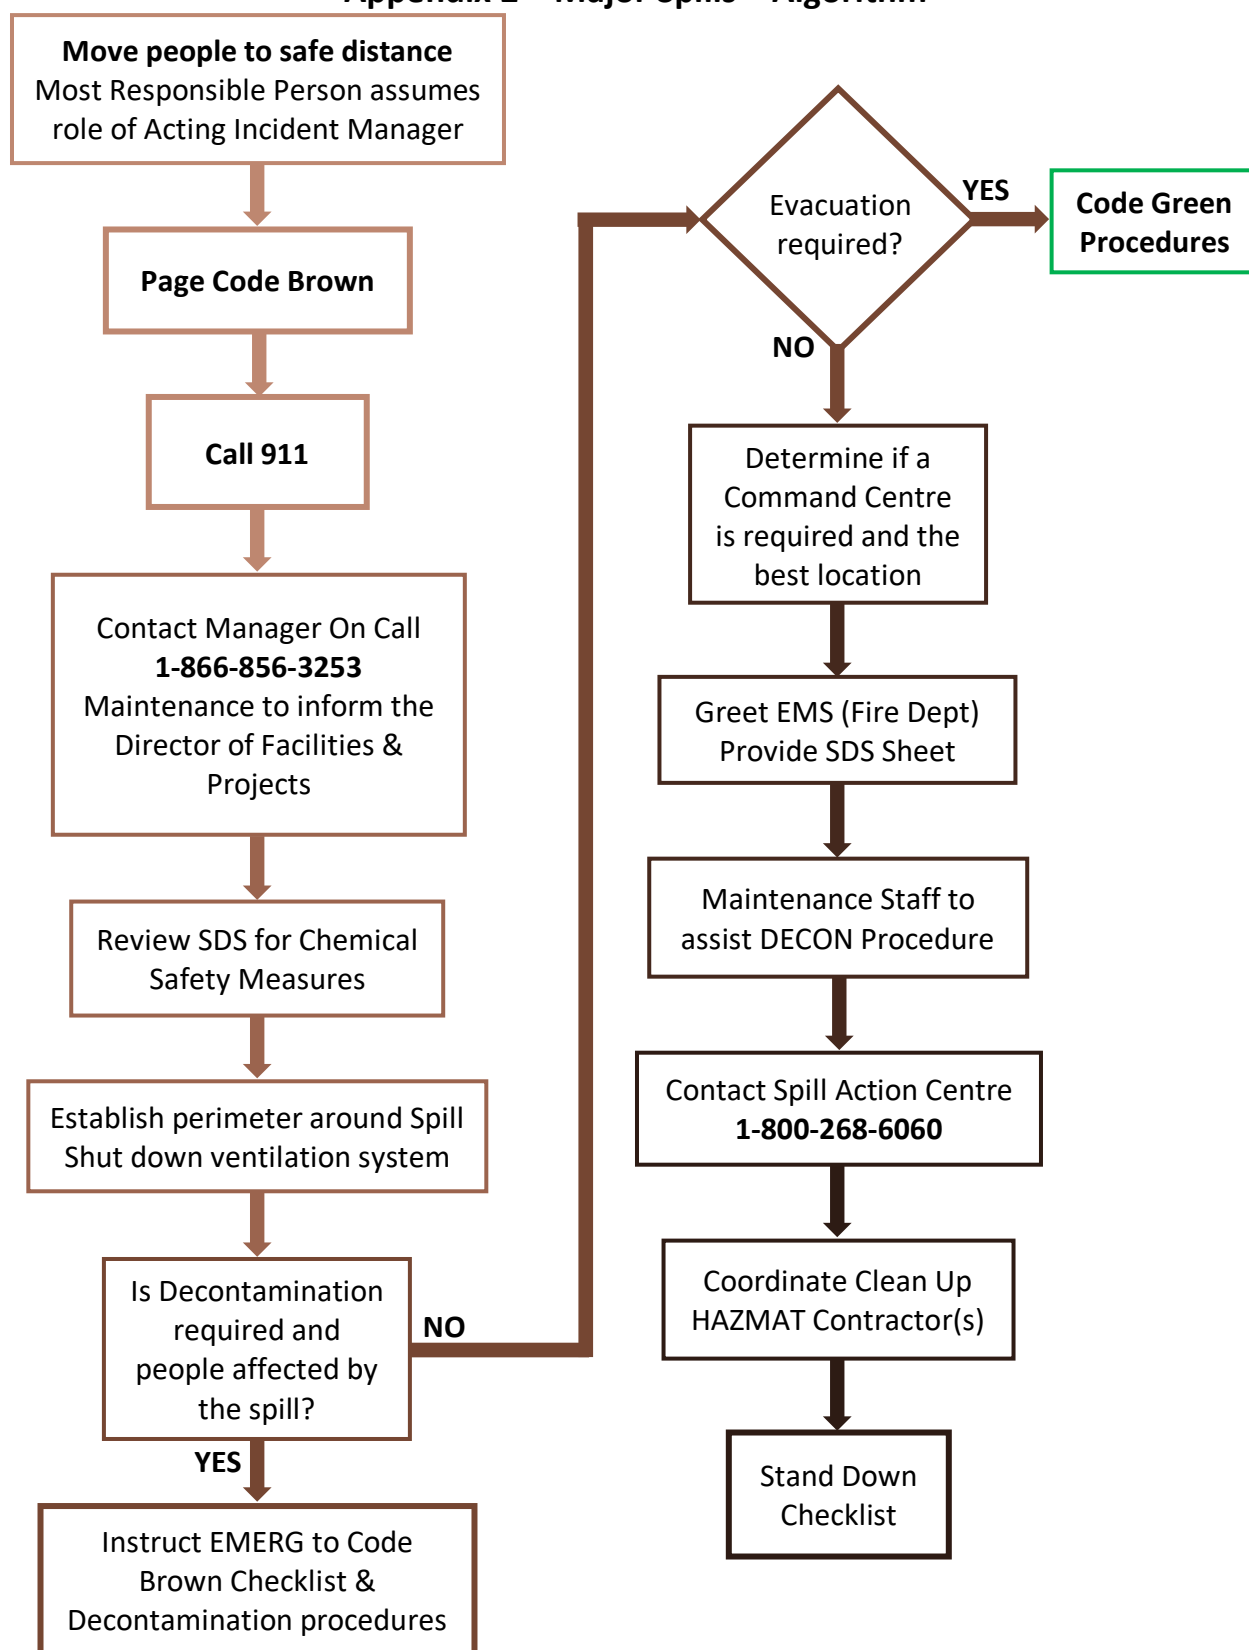 Appendix 2 – Major Spills – Algorithm
Move people to safe distance
Most Responsible Person assumes
role of Acting Incident Manager
Page Code Brown
Call 911
Contact Manager On Call
1-866-856-3253
Maintenance to inform the
Director of Facilities &
Projects
Review SDS for Chemical
Safety Measures
Establish perimeter around Spill
Shut down ventilation system
Is Decontamination
required and
people affected by
the spill?
NO
YES
Instruct EMERG to Code
Brown Checklist &
Decontamination procedures
Evacuation
required?
YES
Code Green
Procedures
NO
Determine if a
Command Centre
is required and the
best location
Greet EMS (Fire Dept)
Provide SDS Sheet
Maintenance Staff to
assist DECON Procedure
Contact Spill Action Centre
1-800-268-6060
Coordinate Clean Up
HAZMAT Contractor(s)
Stand Down
Checklist